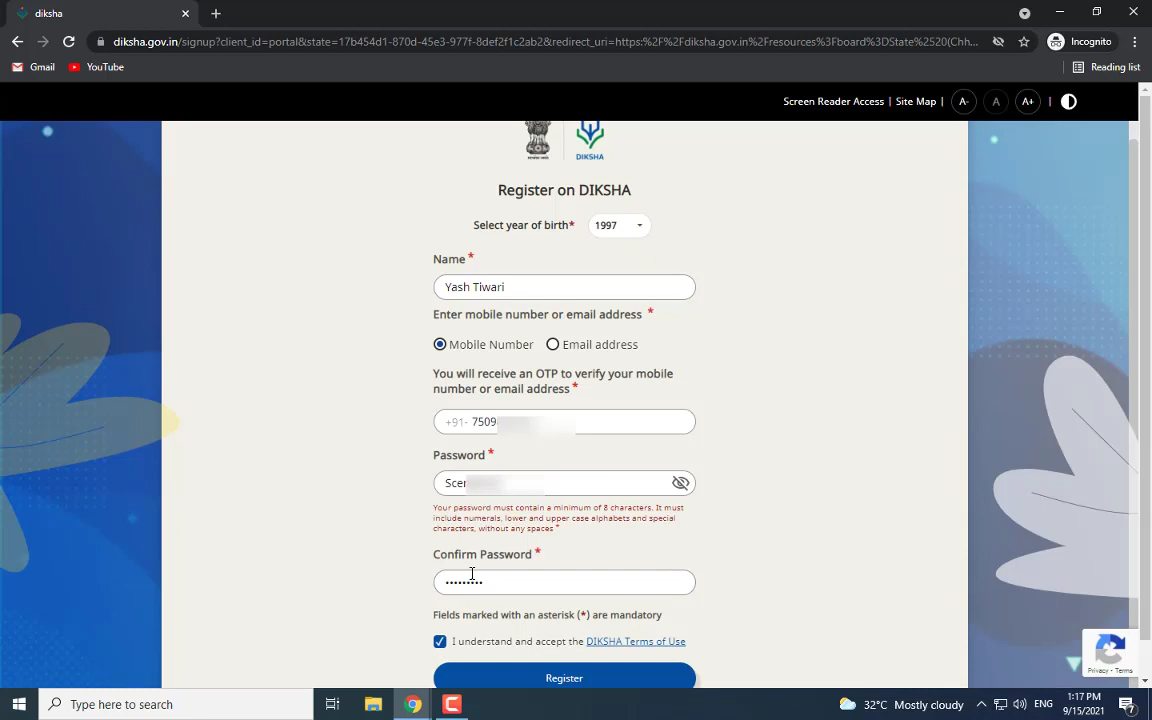 diksha
diksha.gov.in/signup?client_id=portal&state=17b454d1-870d-45e3-977f-8def2f1c2ab2&redirect_uri=https:%2F%2Fdiksha.gov.in%2Fresources%3Fboard%3DState%2520(Chh...
Incognito
Gmail
YouTube
Reading list
Screen Reader Access | Site Map | A- A A+ |
DIKSHA
Register on DIKSHA
Select year of birth* 1997
Name *
Yash Tiwari
Enter mobile number or email address *
Mobile Number Email address
You will receive an OTP to verify your mobile
number or email address *
+91- 7509
Password *
Scer
Your password must contain a minimum of 8 characters. It must
include numerals, lower and upper case alphabets and special
characters, without any spaces *
Confirm Password *
•••••••••
Fields marked with an asterisk (*) are mandatory
I understand and accept the DIKSHA Terms of Use
Register
Privacy - Terms
Type here to search
32°C Mostly cloudy
ENG
1:17 PM
9/15/2021
7